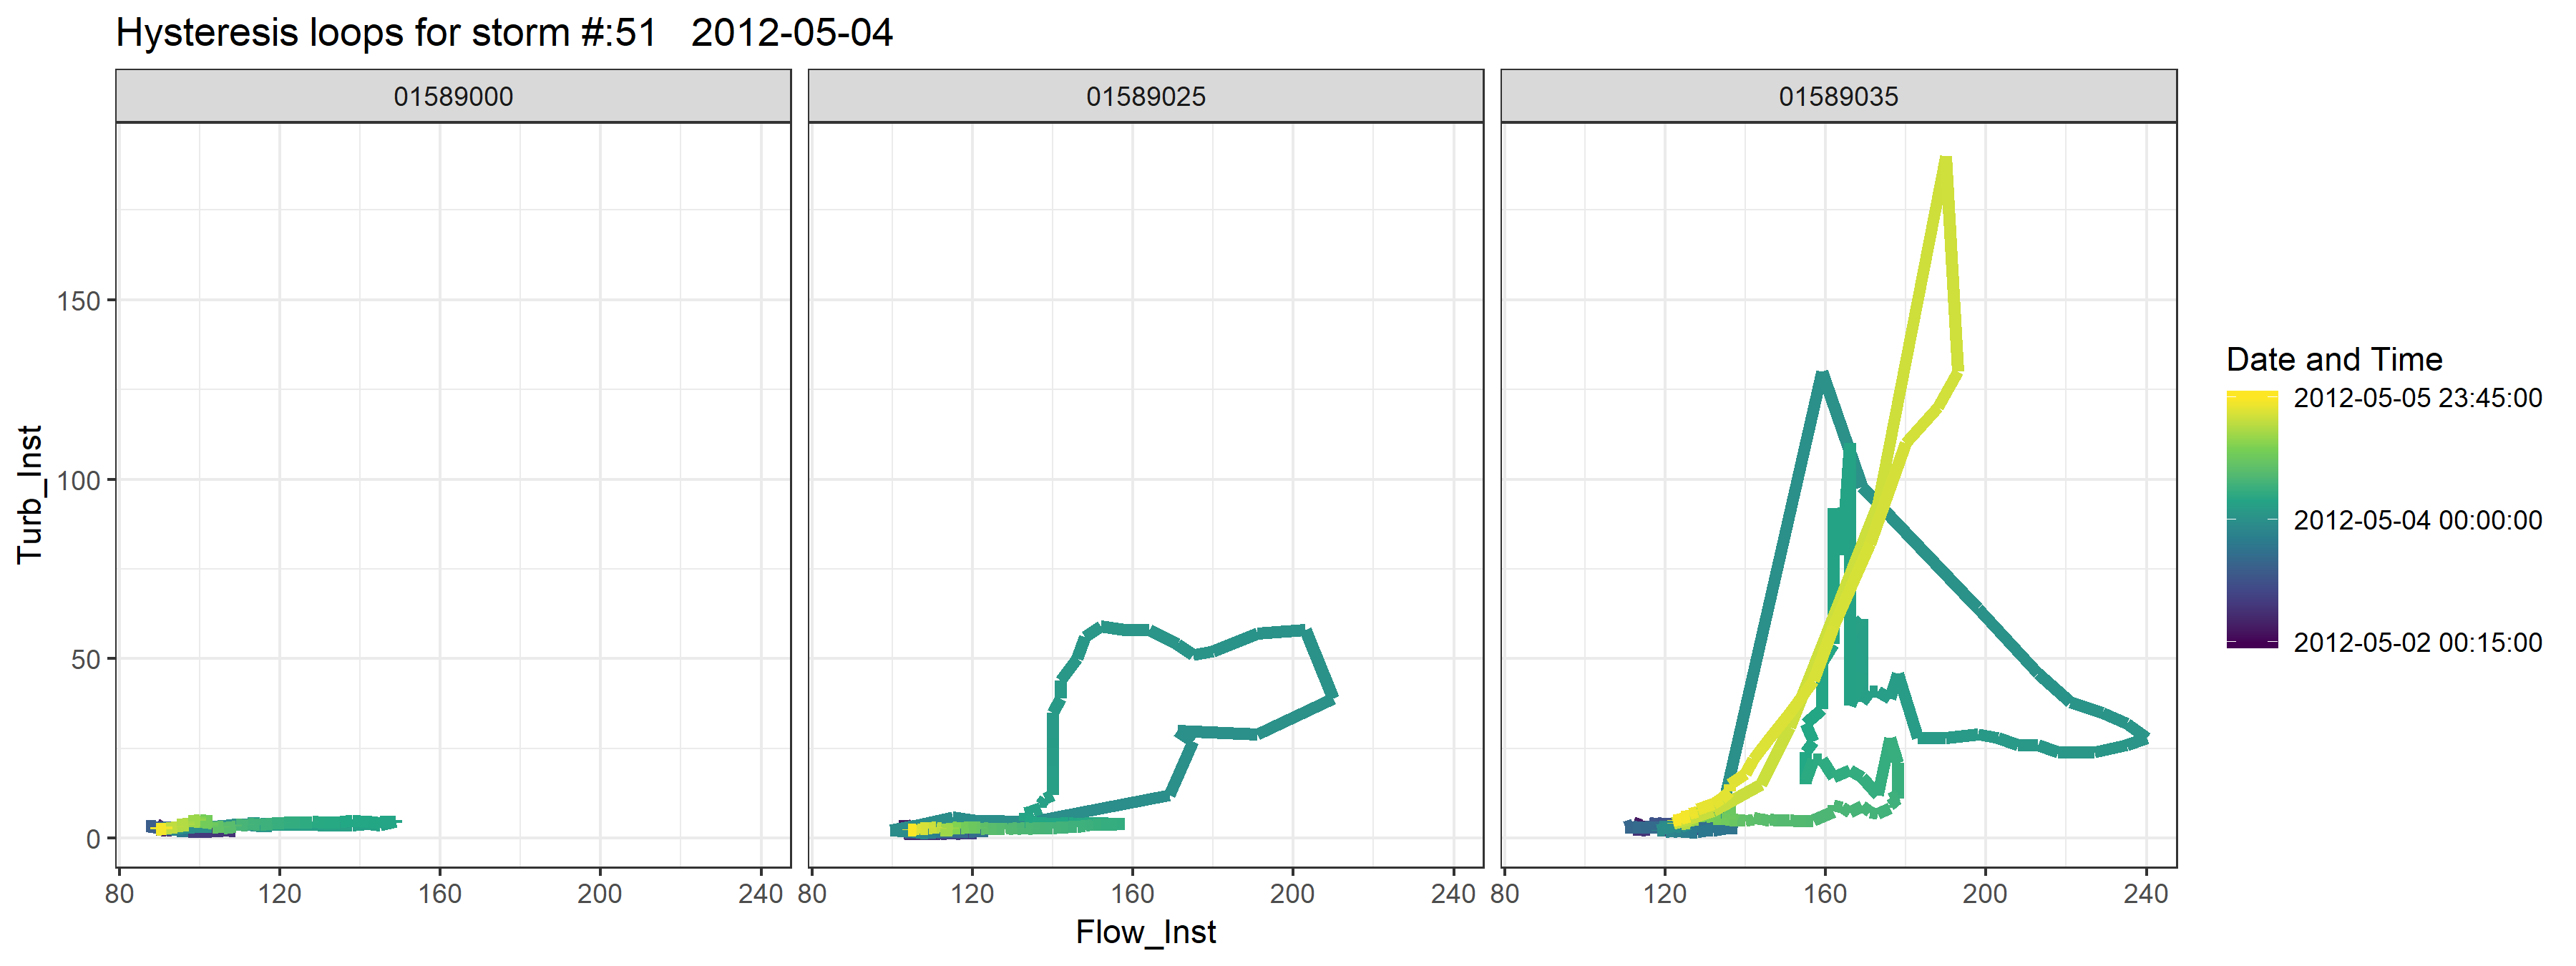 Hysteresis loops for storm #:51   2012-05-04
01589000
01589025
01589035
Turb_Inst
150
100
50
0
80 120 160 200 240
80 120 160 200 240
80 120 160 200 240
Flow_Inst
Date and Time
2012-05-05 23:45:00
2012-05-04 00:00:00
2012-05-02 00:15:00